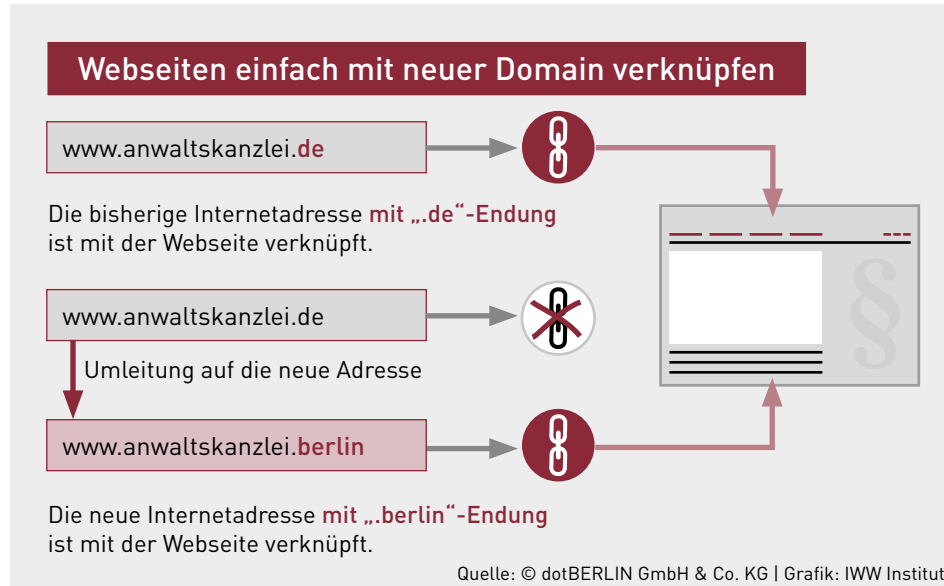 Webseiten einfach mit neuer Domain verknüpfen
www.anwaltskanzlei.de
Die bisherige Internetadresse mit „.de“-Endung
ist mit der Webseite verknüpft.
www.anwaltskanzlei.de
Umleitung auf die neue Adresse
www.anwaltskanzlei.berlin
Die neue Internetadresse mit „.berlin“-Endung
ist mit der Webseite verknüpft.
§
Quelle: © dotBERLIN GmbH & Co. KG | Grafik: IWW Institut